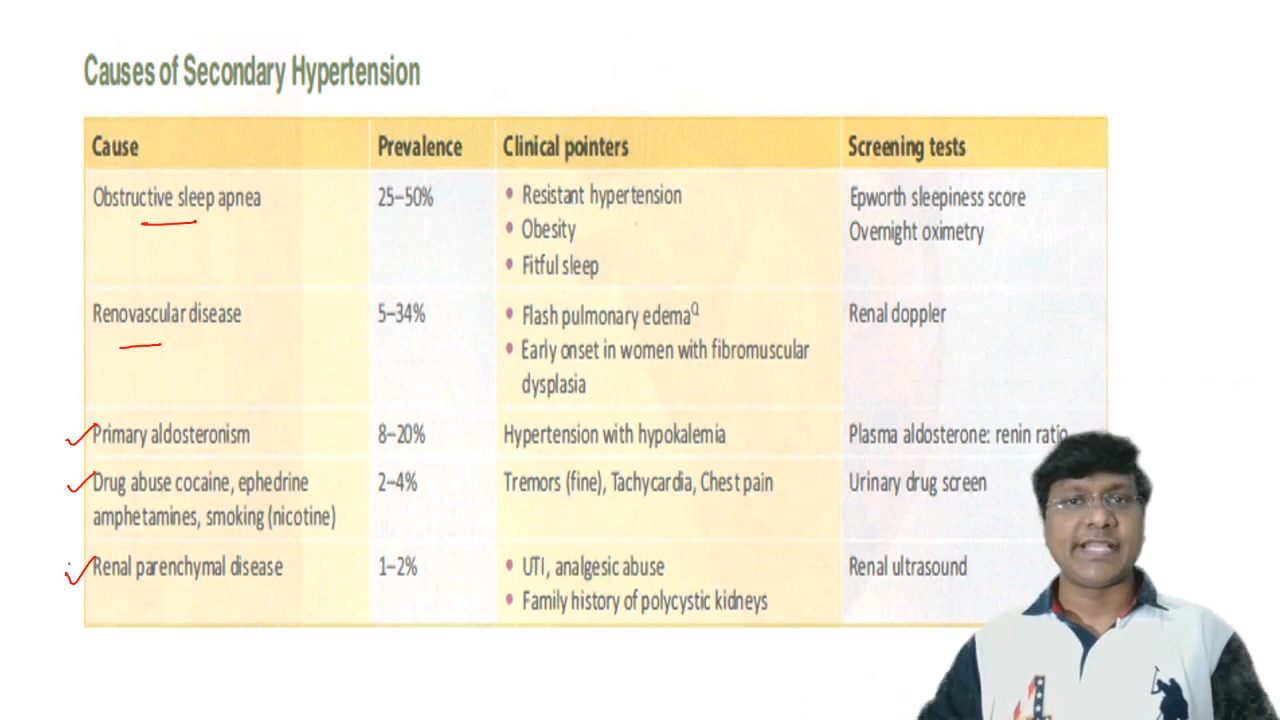 Causes of Secondary Hypertension
Cause Prevalence Clinical pointers Screening tests
Obstructive sleep apnea 25–50% • Resistant hypertension Epworth sleepiness score
• Obesity Overnight oximetry
• Fitful sleep
Renovascular disease 5–34% • Flash pulmonary edemaQ Renal doppler
• Early onset in women with fibromuscular
dysplasia
Primary aldosteronism 8–20% Hypertension with hypokalemia Plasma aldosterone: renin ratio
Drug abuse cocaine, ephedrine 2–4% Tremors (fine), Tachycardia, Chest pain Urinary drug screen
amphetamines, smoking (nicotine)
Renal parenchymal disease 1–2% • UTI, analgesic abuse Renal ultrasound
• Family history of polycystic kidneys